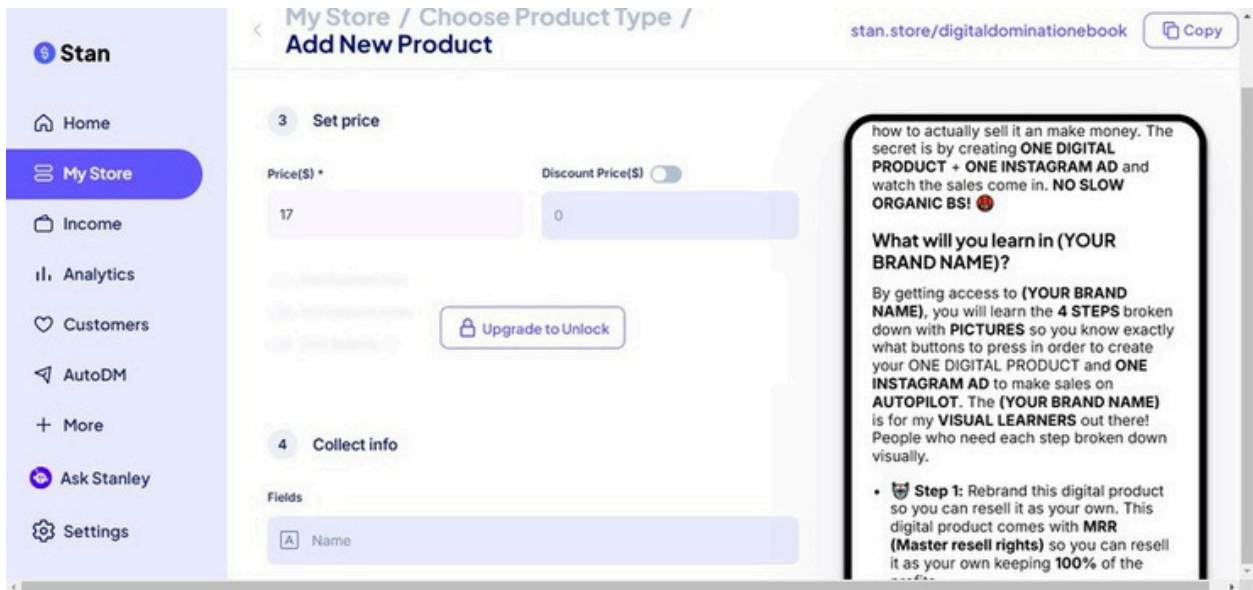 Stan
Home
My Store
Income
Analytics
Customers
AutoDM
More
Ask Stanley
Settings
My Store / Choose Product Type /
Add New Product
stan.store/digitaldominationebook
Copy
3 Set price
Price($) *
Discount Price($)
17
0
Upgrade to Unlock
4 Collect info
Fields
A Name
how to actually sell it an make money. The
secret is by creating ONE DIGITAL
PRODUCT + ONE INSTAGRAM AD and
watch the sales come in. NO SLOW
ORGANIC BS! 🤬
What will you learn in (YOUR
BRAND NAME)?
By getting access to (YOUR BRAND
NAME), you will learn the 4 STEPS broken
down with PICTURES so you know exactly
what buttons to press in order to create
your ONE DIGITAL PRODUCT and ONE
INSTAGRAM AD to make sales on
AUTOPILOT. The (YOUR BRAND NAME)
is for my VISUAL LEARNERS out there!
People who need each step broken down
visually.
• Step 1: Rebrand this digital product
so you can resell it as your own. This
digital product comes with MRR
(Master resell rights) so you can resell
it as your own keeping 100% of the